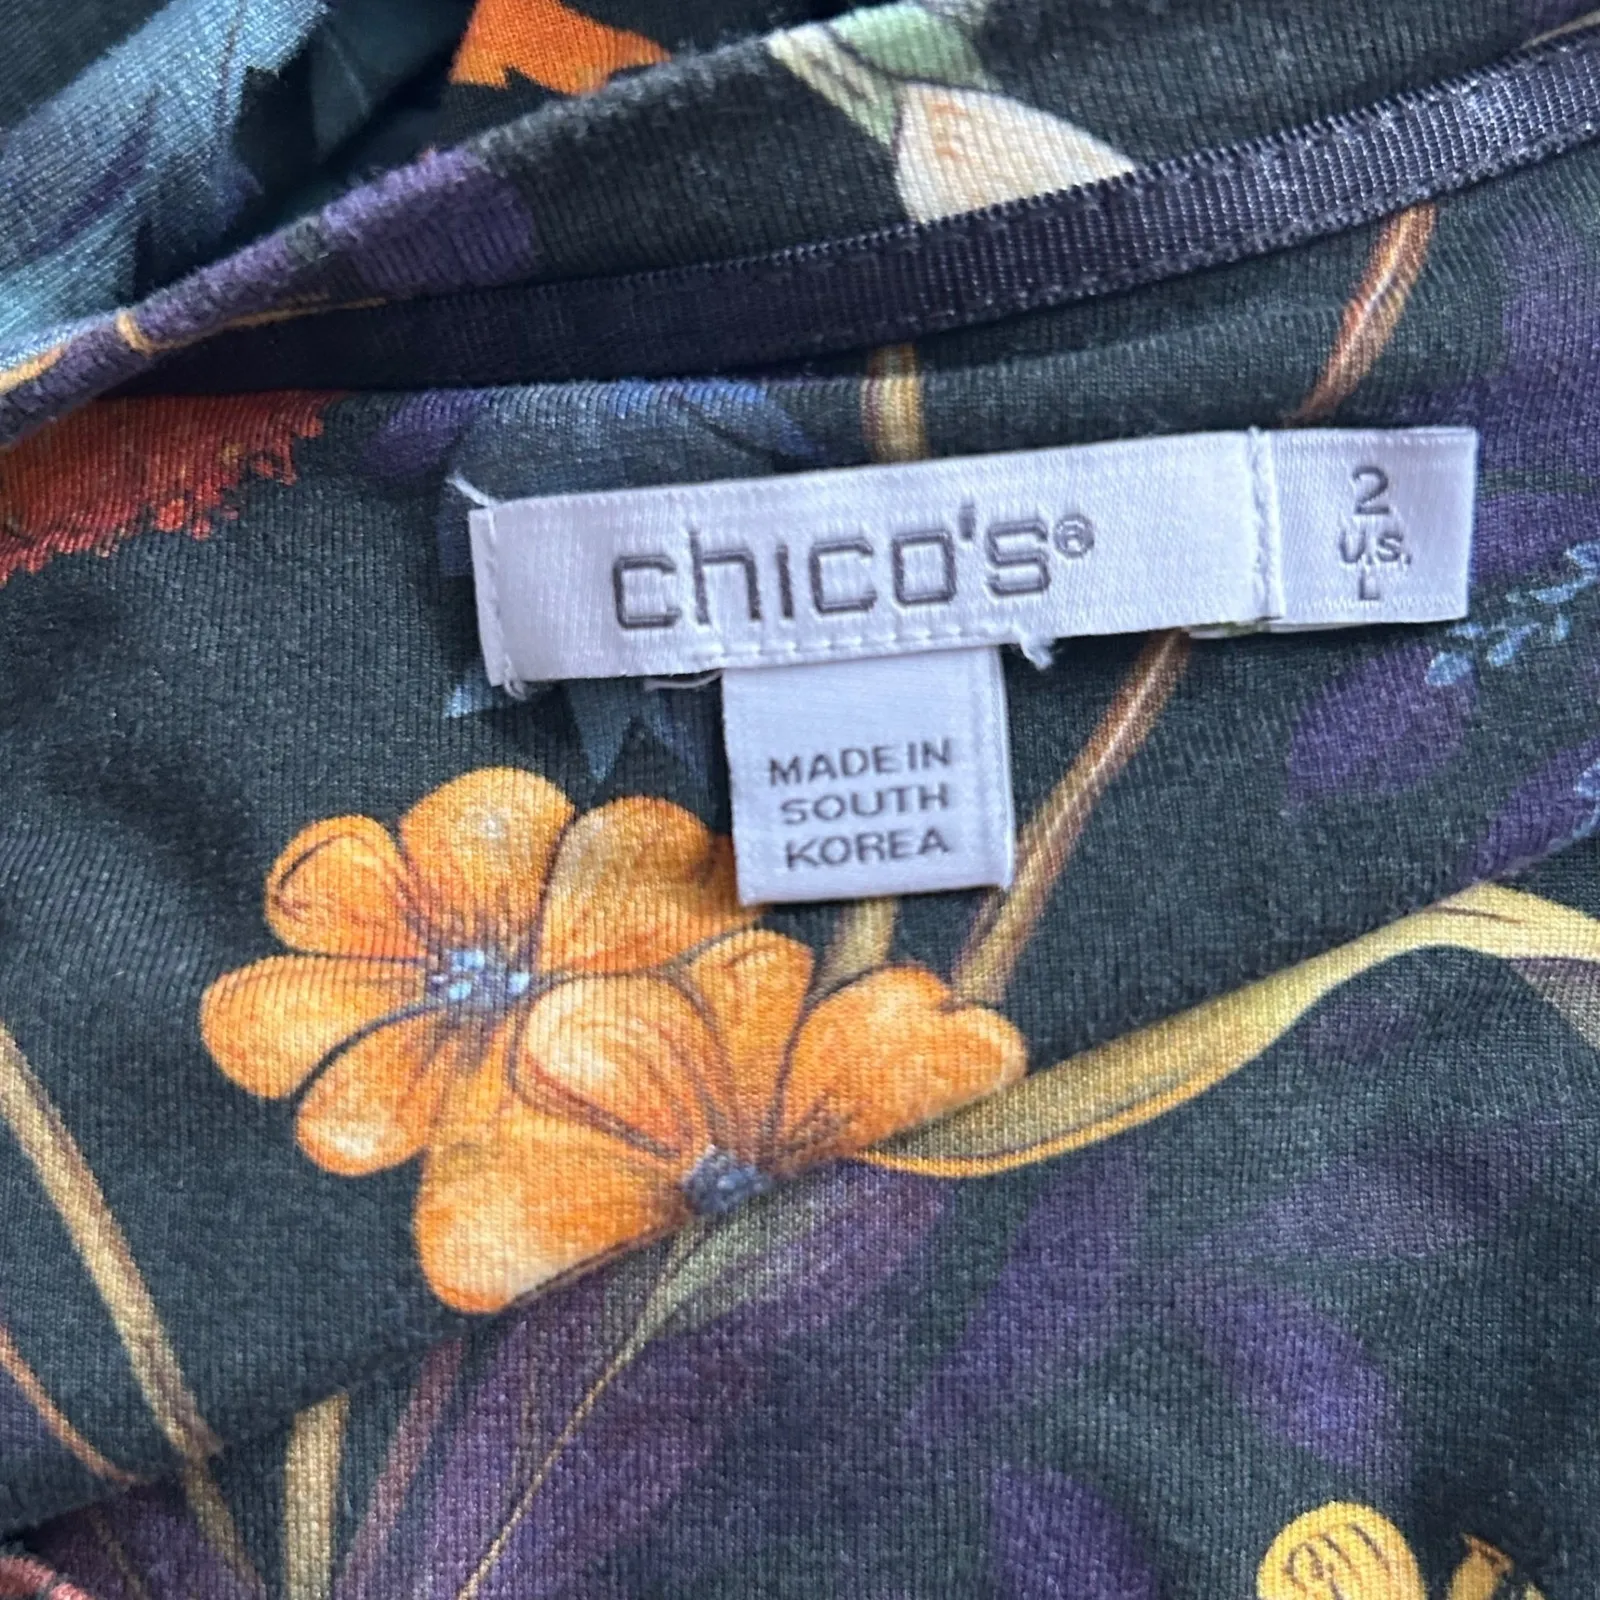 chico's®
2
U.S.
L
MADE IN
SOUTH
KOREA